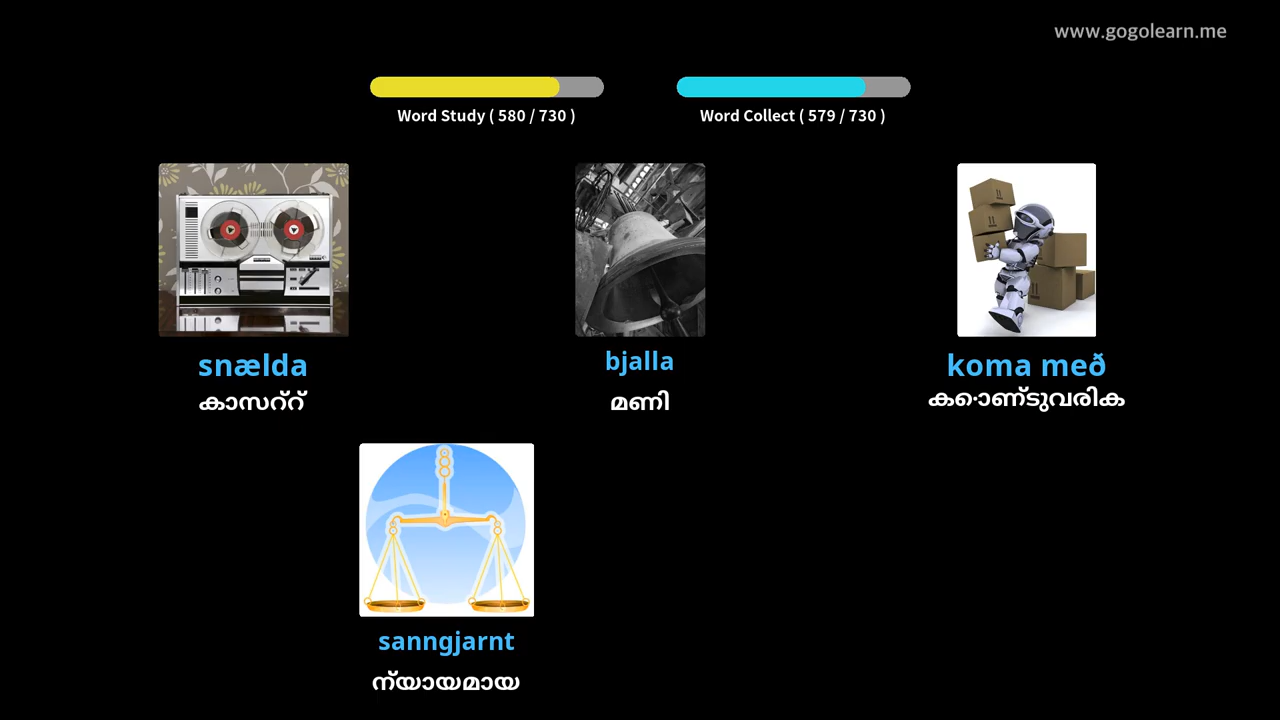 www.gogolearn.me
Word Study ( 580 / 730 )
Word Collect ( 579 / 730 )
snælda
കാസറ്റ്
bjalla
മണി
koma með
കൊണ്ടുവരിക
sanngjarnt
ന്യായമായ